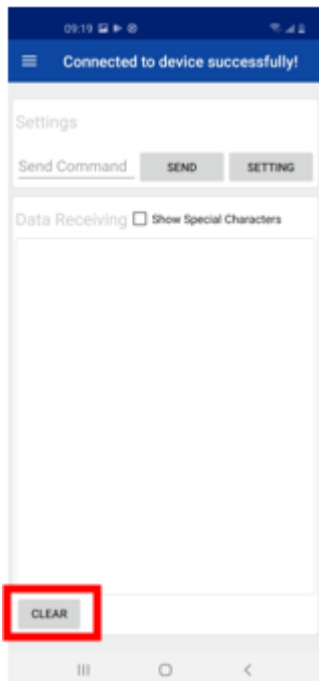 09:19
Connected to device successfully!
Settings
Send Command SEND SETTING
Data Receiving Show Special Characters
CLEAR